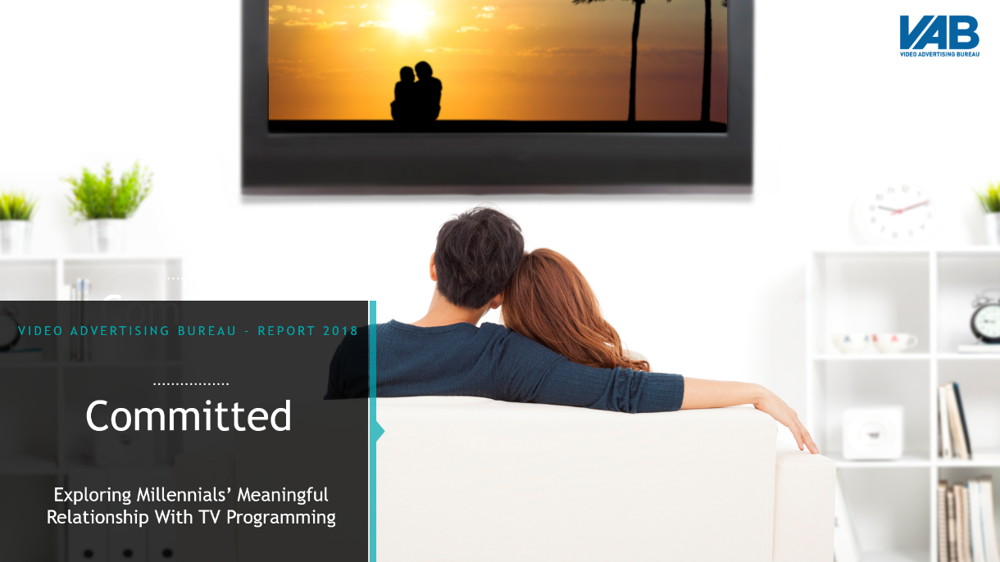 VAB
VIDEO ADVERTISING BUREAU
VIDEO ADVERTISING BUREAU - REPORT 2018
Committed
Exploring Millennials’ Meaningful
Relationship With TV Programming